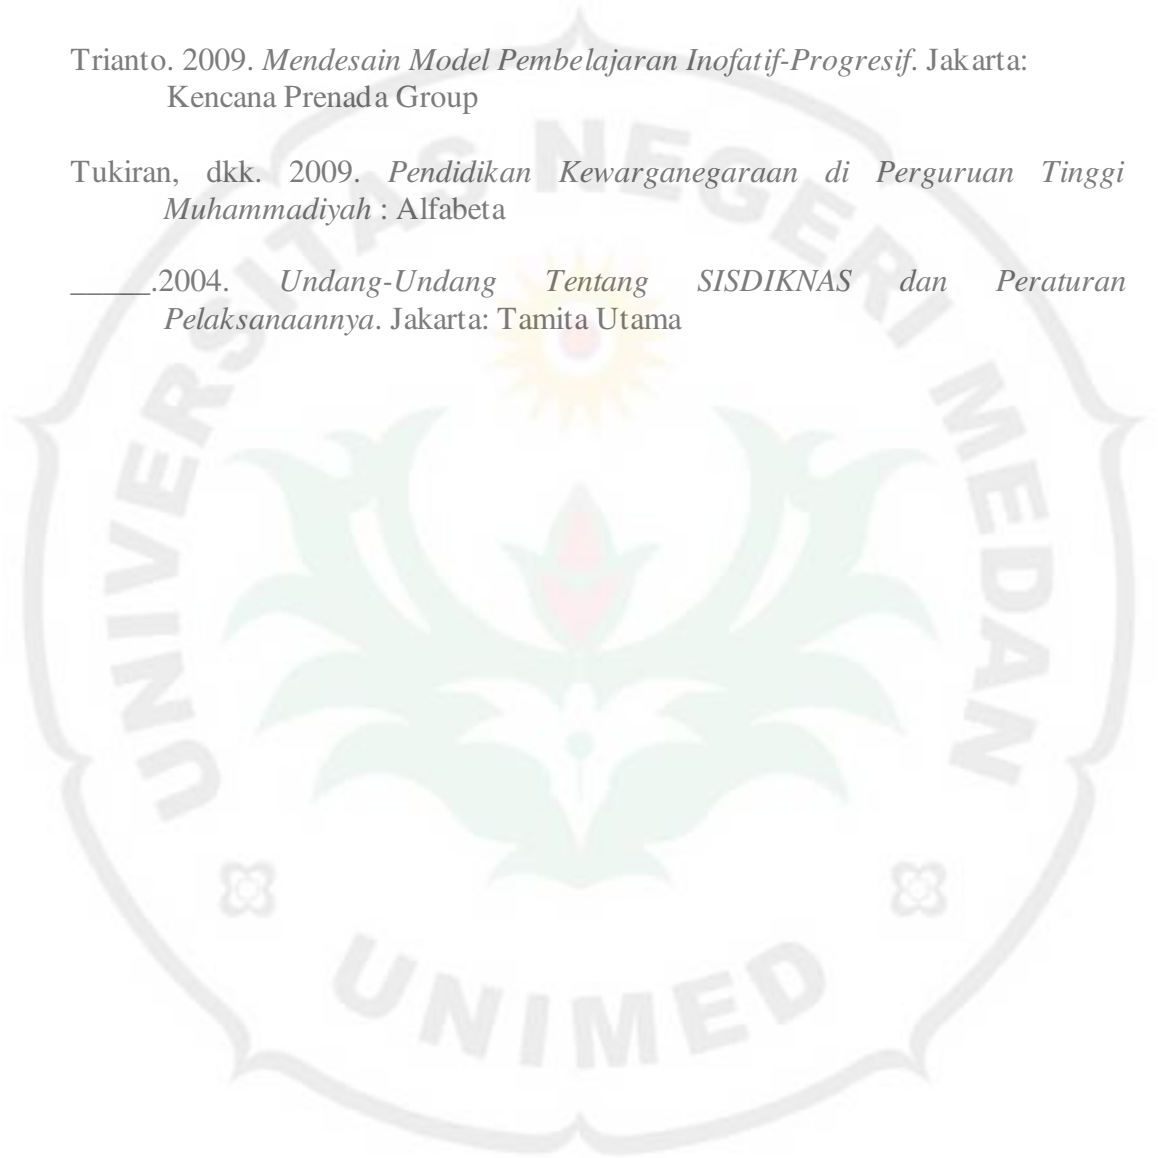 Trianto. 2009. Mendesain Model Pembelajaran Inofatif-Progresif. Jakarta:
Kencana Prenada Group
Tukiran, dkk. 2009. Pendidikan Kewarganegaraan di Perguruan Tinggi
Muhammadiyah : Alfabeta
_____.2004. Undang-Undang Tentang SISDIKNAS dan Peraturan
Pelaksanaannya. Jakarta: Tamita Utama
UNIVERSITAS NEGERI MEDAN
UNIMED